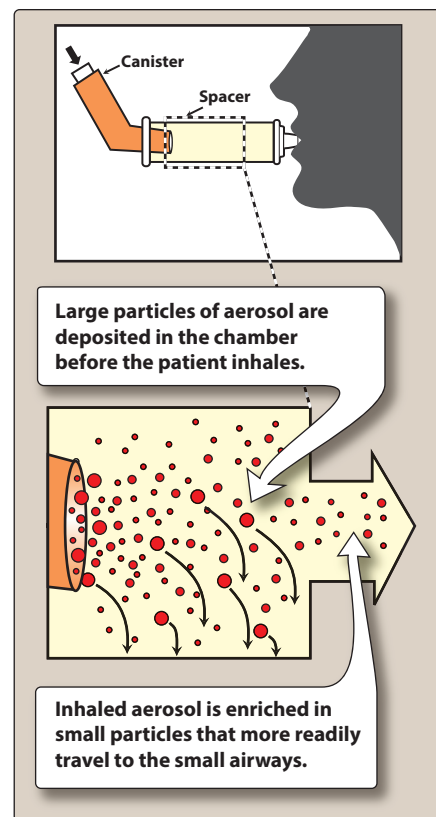 Canister
Spacer
Large particles of aerosol are
deposited in the chamber
before the patient inhales.
Inhaled aerosol is enriched in
small particles that more readily
travel to the small airways.